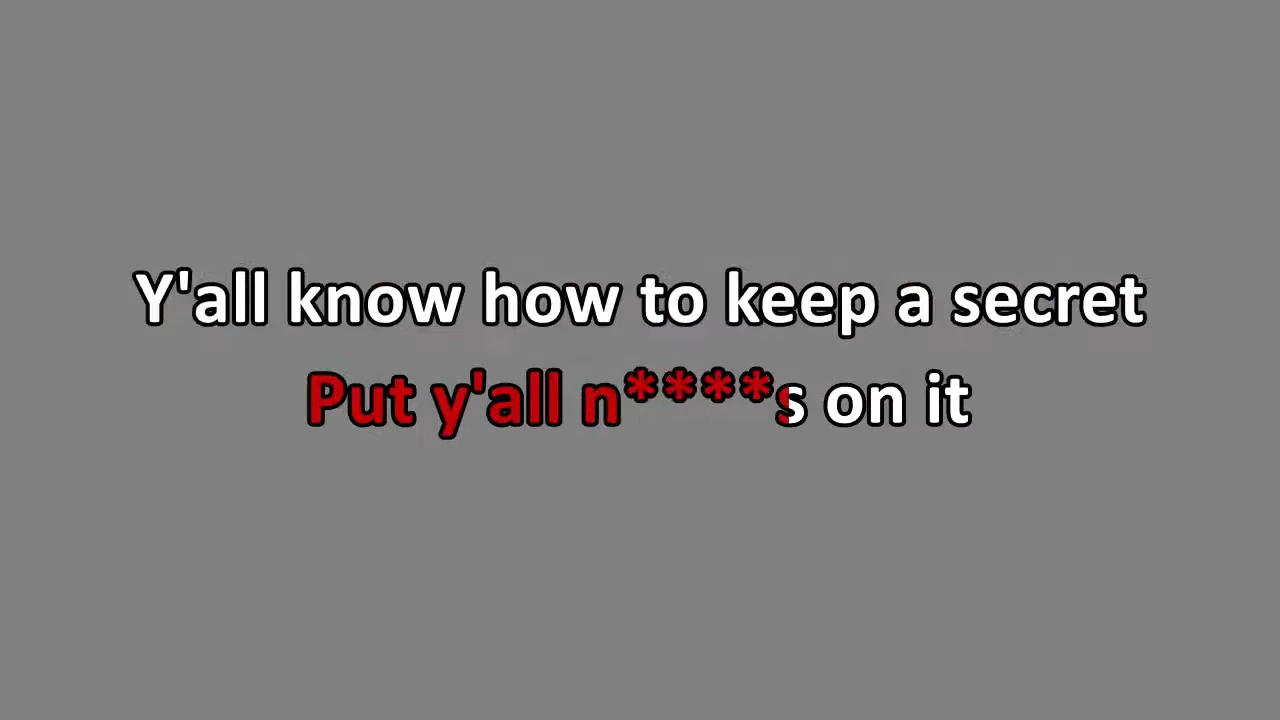 Y'all know how to keep a secret
Put y'all n****s on it